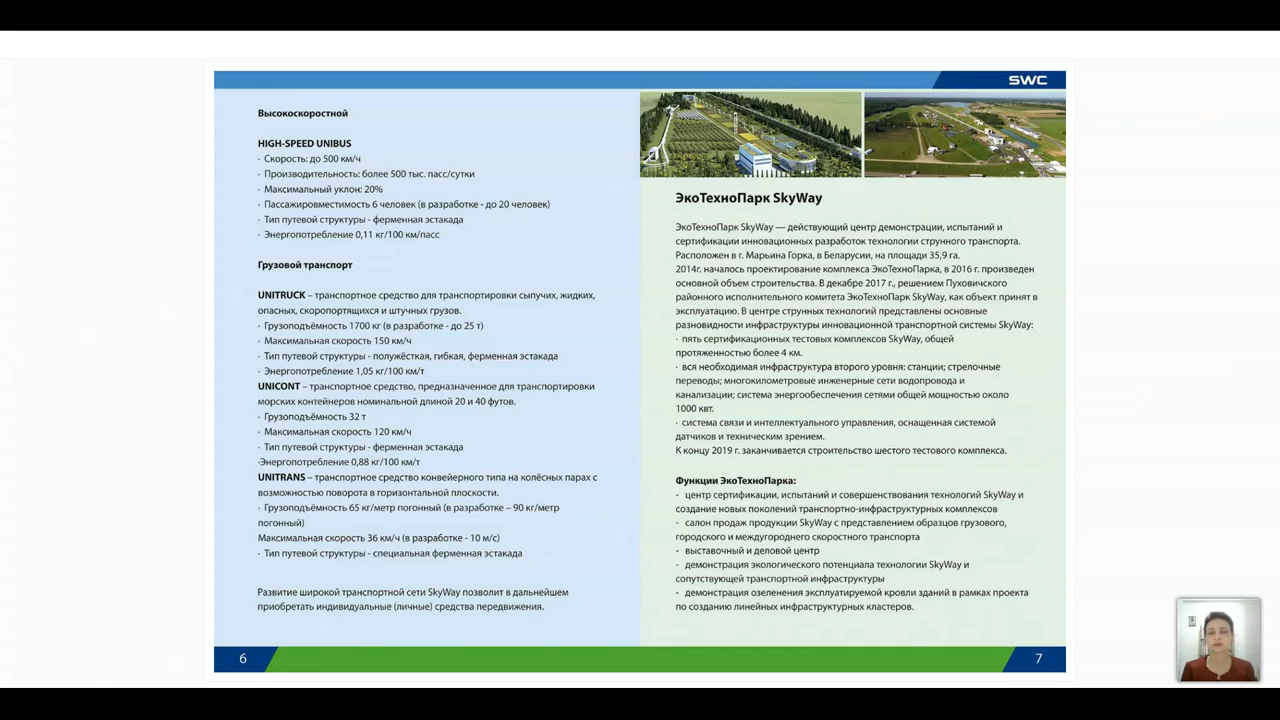 SWC
Высокоскоростной
HIGH-SPEED UNIBUS
· Скорость: до 500 км/ч
· Производительность: более 500 тыс. пасс/сутки
· Максимальный уклон: 20%
· Пассажировместимость 6 человек (в разработке - до 20 человек)
· Тип путевой структуры - ферменная эстакада
· Энергопотребление 0,11 кг/100 км/пасс
Грузовой транспорт
UNITRUCK – транспортное средство для транспортировки сыпучих, жидких,
опасных, скоропортящихся и штучных грузов.
· Грузоподъёмность 1700 кг (в разработке - до 25 т)
· Максимальная скорость 150 км/ч
· Тип путевой структуры - полужёсткая, гибкая, ферменная эстакада
· Энергопотребление 1,05 кг/100 км/т
UNICONT – транспортное средство, предназначенное для транспортировки
морских контейнеров номинальной длиной 20 и 40 футов.
· Грузоподъёмность 32 т
· Максимальная скорость 120 км/ч
· Тип путевой структуры - ферменная эстакада
·Энергопотребление 0,88 кг/100 км/т
UNITRANS – транспортное средство конвейерного типа на колёсных парах с
возможностью поворота в горизонтальной плоскости.
· Грузоподъёмность 65 кг/метр погонный (в разработке – 90 кг/метр
погонный)
Максимальная скорость 36 км/ч (в разработке - 10 м/с)
· Тип путевой структуры - специальная ферменная эстакада
Развитие широкой транспортной сети SkyWay позволит в дальнейшем
приобретать индивидуальные (личные) средства передвижения.
6
ЭкоТехноПарк SkyWay
ЭкоТехноПарк SkyWay — действующий центр демонстрации, испытаний и
сертификации инновационных разработок технологии струнного транспорта.
Расположен в г. Марьина Горка, в Беларусии, на площади 35,9 га.
2014г. началось проектирование комплекса ЭкоТехноПарка, в 2016 г. произведен
основной объем строительства. В декабре 2017 г., решением Пуховичского
районного исполнительного комитета ЭкоТехноПарк SkyWay, как объект принят в
эксплуатацию. В центре струнных технологий представлены основные
разновидности инфраструктуры инновационной транспортной системы SkyWay:
· пять сертификационных тестовых комплексов SkyWay, общей
протяженностью более 4 км.
· вся необходимая инфраструктура второго уровня: станции; стрелочные
переводы; многокилометровые инженерные сети водопровода и
канализации; система энергообеспечения сетями общей мощностью около
1000 квт.
· система связи и интеллектуального управления, оснащенная системой
датчиков и техническим зрением.
К концу 2019 г. заканчивается строительство шестого тестового комплекса.
Функции ЭкоТехноПарка:
- центр сертификации, испытаний и совершенствования технологий SkyWay и
создание новых поколений транспортно-инфраструктурных комплексов
- салон продаж продукции SkyWay с представлением образцов грузового,
городского и междугороднего скоростного транспорта
- выставочный и деловой центр
- демонстрация экологического потенциала технологии SkyWay и
сопутствующей транспортной инфраструктуры
- демонстрация озеленения эксплуатируемой кровли зданий в рамках проекта
по созданию линейных инфраструктурных кластеров.
7